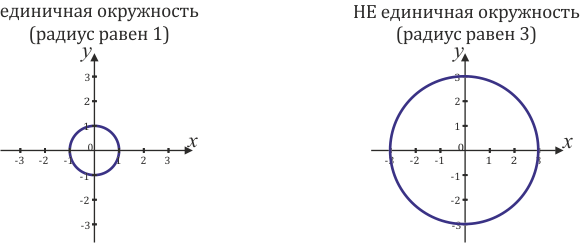 единичная окружность
(радиус равен 1)
y
3
2
1
0
-3 -2 -1 1 2 3 x
-1
-2
-3
НЕ единичная окружность
(радиус равен 3)
y
3
2
1
0
-3 -2 -1 1 2 3 x
-1
-2
-3